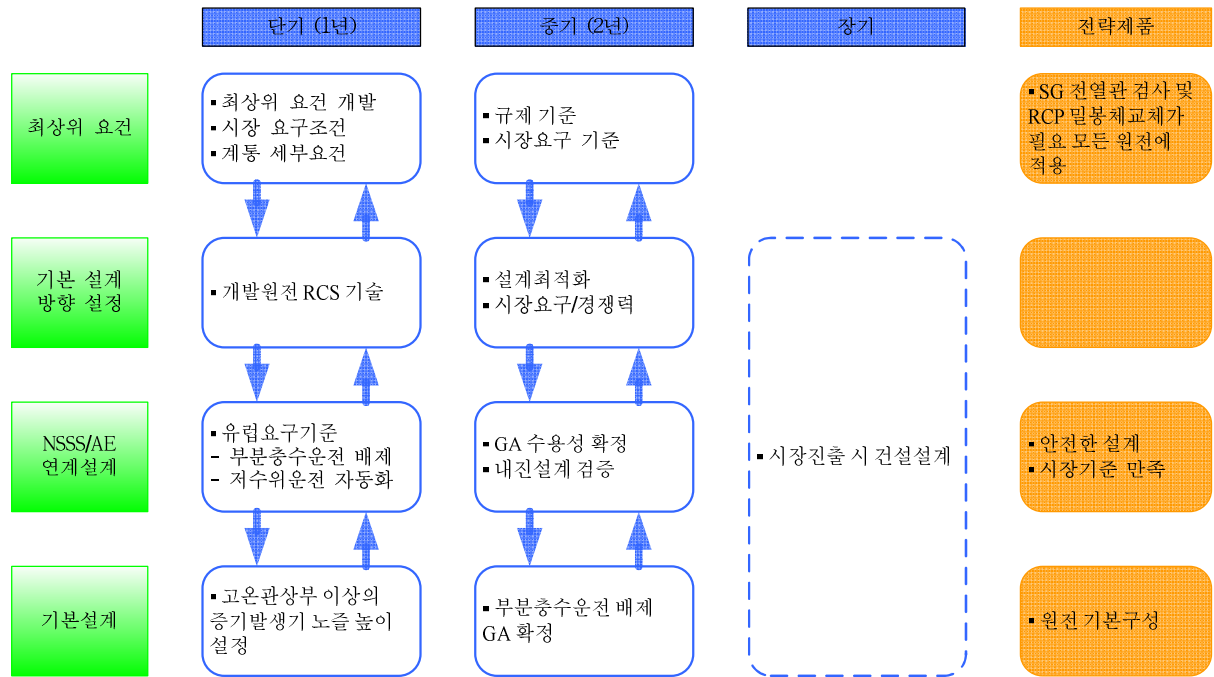 단기 (1년)
중기 (2년)
장기
전략제품
최상위 요건
▪ 최상위 요건 개발
▪ 시장 요구조건
▪ 계통 세부요건
▪ 규제 기준
▪ 시장요구 기준
▪ SG 전열관 검사 및
RCP 밀봉체교체가
필요 모든 원전에
적용
기본 설계
방향 설정
▪ 개발원전 RCS 기술
▪ 설계최적화
▪ 시장요구/경쟁력
NSSS/AE
연계설계
▪ 유럽요구기준
- 부분충수운전 배제
- 저수위운전 자동화
▪ GA 수용성 확정
▪ 내진설계 검증
▪ 시장진출 시 건설설계
▪ 안전한 설계
▪ 시장기준 만족
기본설계
▪ 고온관상부 이상의
증기발생기 노즐 높이
설정
▪ 부분충수운전 배제
GA 확정
▪ 원전 기본구성